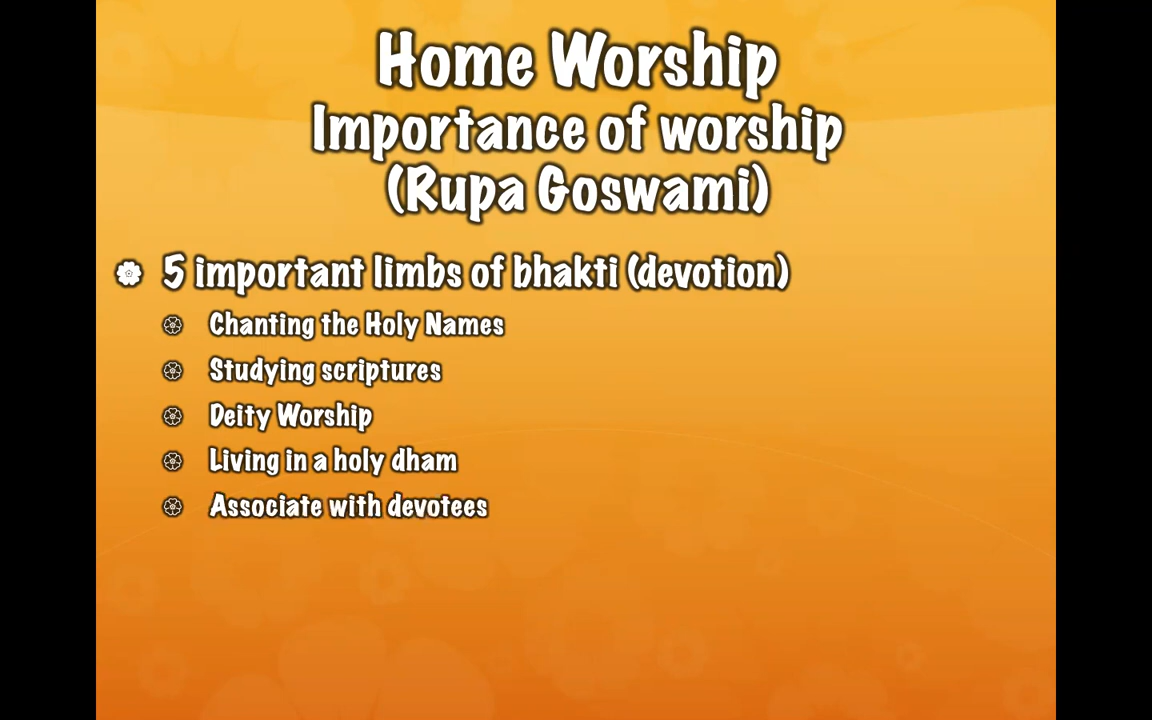 Home Worship
Importance of worship
(Rupa Goswami)
5 important limbs of bhakti (devotion)
Chanting the Holy Names
Studying scriptures
Deity Worship
Living in a holy dham
Associate with devotees